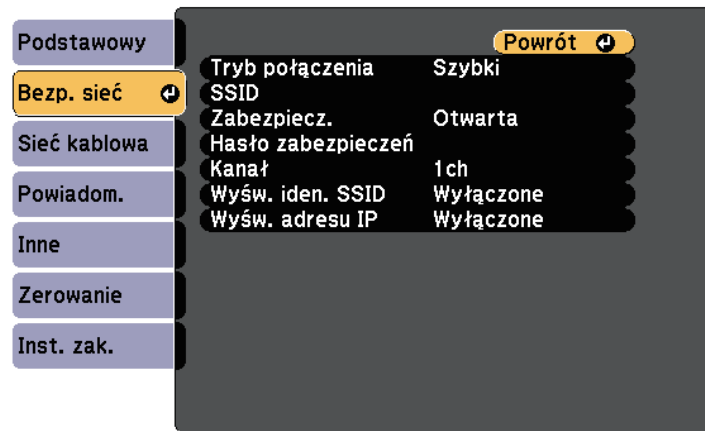 Podstawowy
Bezp. sieć
Sieć kablowa
Powiadom.
Inne
Zerowanie
Inst. zak.
Powrót
Tryb połączenia Szybki
SSID
Zabezpiecz. Otwarta
Hasło zabezpieczeń
Kanał 1ch
Wyśw. iden. SSID Wyłączone
Wyśw. adresu IP Wyłączone